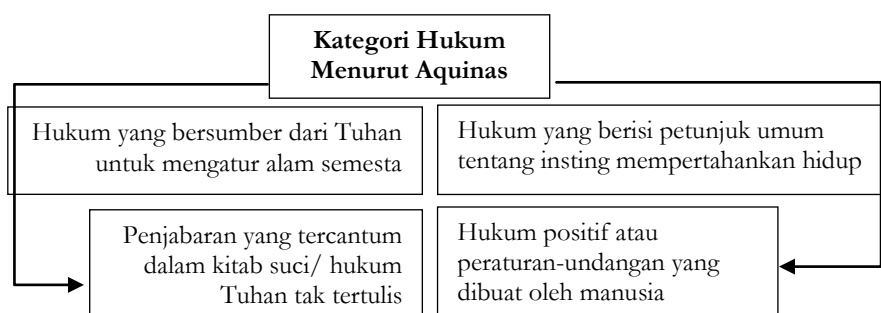 Kategori Hukum
Menurut Aquinas
Hukum yang bersumber dari Tuhan
untuk mengatur alam semesta
Hukum yang berisi petunjuk umum
tentang insting mempertahankan hidup
Penjabaran yang tercantum
dalam kitab suci/ hukum
Tuhan tak tertulis
Hukum positif atau
peraturan-undangan yang
dibuat oleh manusia